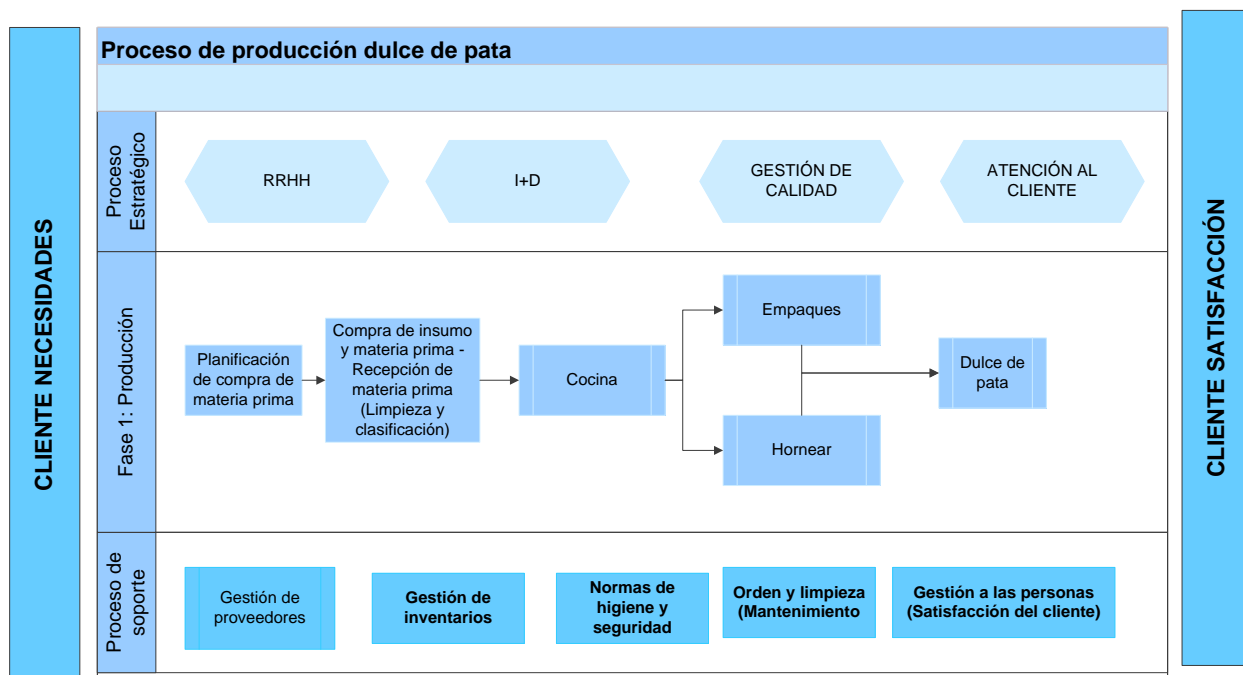 CLIENTE NECESIDADES
Proceso de producción dulce de pata
Proceso
Estratégico
RRHH
I+D
GESTIÓN DE
CALIDAD
ATENCIÓN AL
CLIENTE
Fase 1: Producción
Planificación
de compra de
materia prima
Compra de insumo
y materia prima -
Recepción de
materia prima
(Limpieza y
clasificación)
Cocina
Empaques
Hornear
Dulce de
pata
Proceso de
soporte
Gestión de
proveedores
Gestión de
inventarios
Normas de
higiene y
seguridad
Orden y limpieza
(Mantenimiento
Gestión a las personas
(Satisfacción del cliente)
CLIENTE SATISFACCIÓN